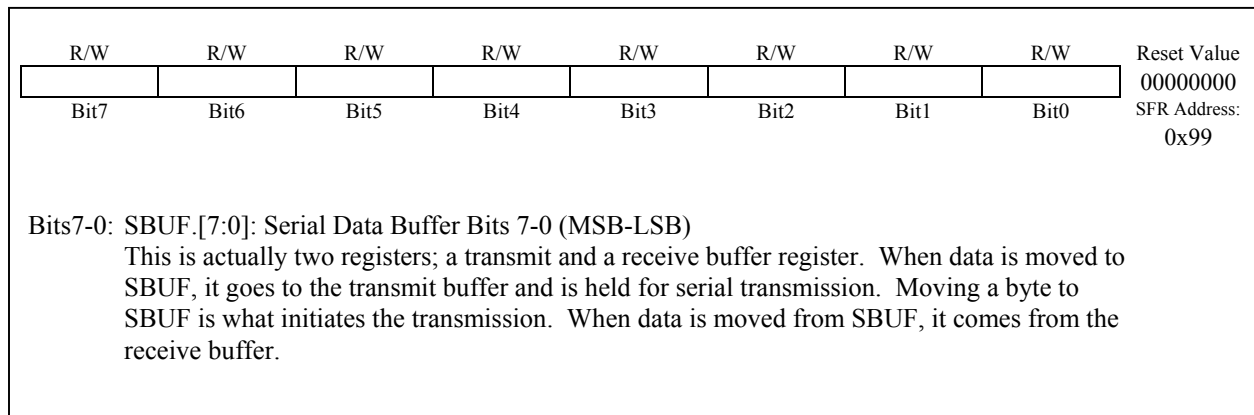 R/W R/W R/W R/W R/W R/W R/W R/W Reset Value
00000000
Bit7 Bit6 Bit5 Bit4 Bit3 Bit2 Bit1 Bit0 SFR Address:
0x99
Bits7-0: SBUF.[7:0]: Serial Data Buffer Bits 7-0 (MSB-LSB)
This is actually two registers; a transmit and a receive buffer register. When data is moved to
SBUF, it goes to the transmit buffer and is held for serial transmission. Moving a byte to
SBUF is what initiates the transmission. When data is moved from SBUF, it comes from the
receive buffer.